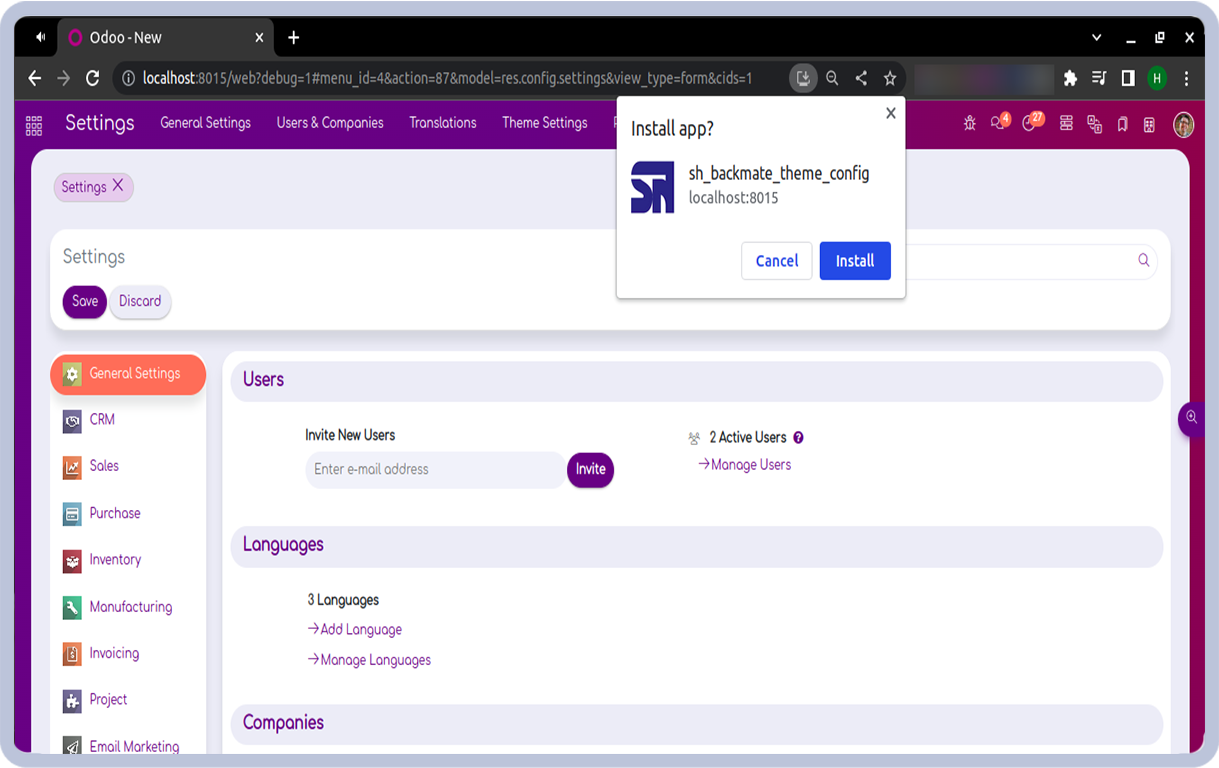 Odoo - New
localhost:8015/web?debug=1#menu_id=4&action=87&model=res.config.settings&view_type=form&cids=1
H
Settings General Settings Users & Companies Translations Theme Settings
4 27
Install app?
sh_backmate_theme_config
localhost:8015
Cancel Install
Settings
Settings
Save Discard
General Settings
CRM
Sales
Purchase
Inventory
Manufacturing
Invoicing
Project
Email Marketing
Users
Invite New Users
Enter e-mail address Invite
2 Active Users
Manage Users
Languages
3 Languages
Add Language
Manage Languages
Companies